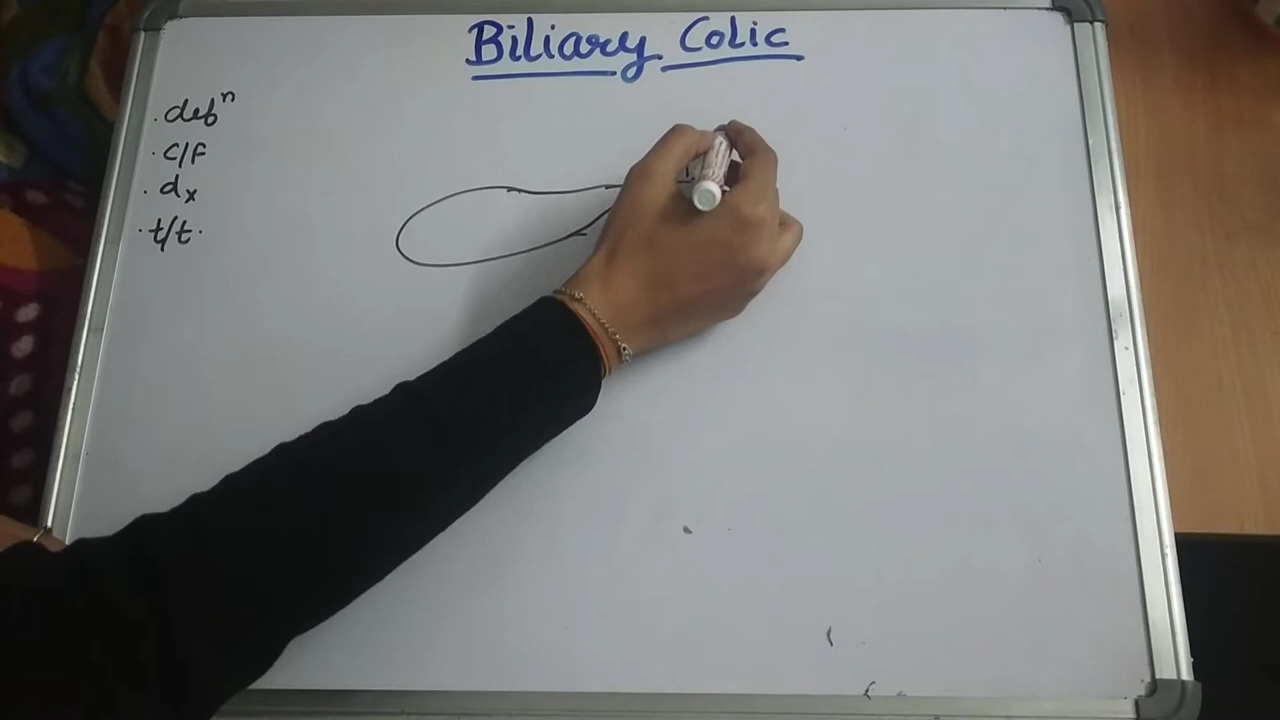 Biliary Colic
. defⁿ
. C/F
. dx
. t/t.